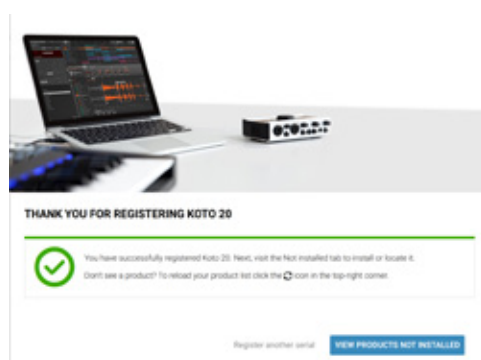 THANK YOU FOR REGISTERING KOTO 20
You have successfully registered Koto 20. Next, visit the Not installed tab to install or locate it.
Don't see a product? To reload your product list click the icon in the top-right corner.
Register another serial
VIEW PRODUCTS NOT INSTALLED